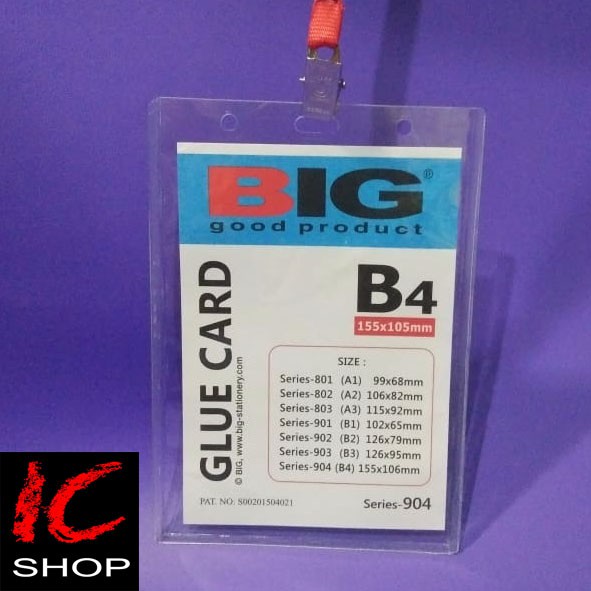 BIG®
good product
GLUE CARD
© BIG, www.big-stationery.com
B4
155x105mm
SIZE :
Series-801 (A1) 99x68mm
Series-802 (A2) 106x82mm
Series-803 (A3) 115x92mm
Series-901 (B1) 102x65mm
Series-902 (B2) 126x79mm
Series-903 (B3) 126x95mm
Series-904 (B4) 155x106mm
PAT. NO: S00201504021
Series-904
IC
SHOP